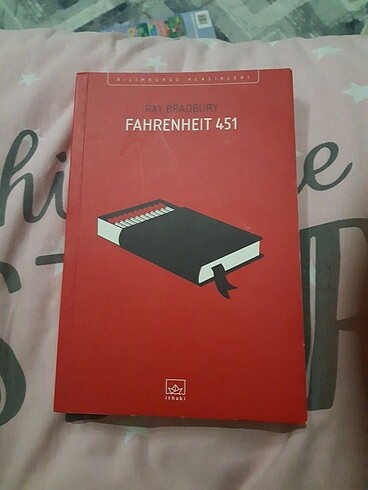 BİLİMKURGU KLASİKLERİ
RAY BRADBURY
FAHRENHEIT 451
ithaki